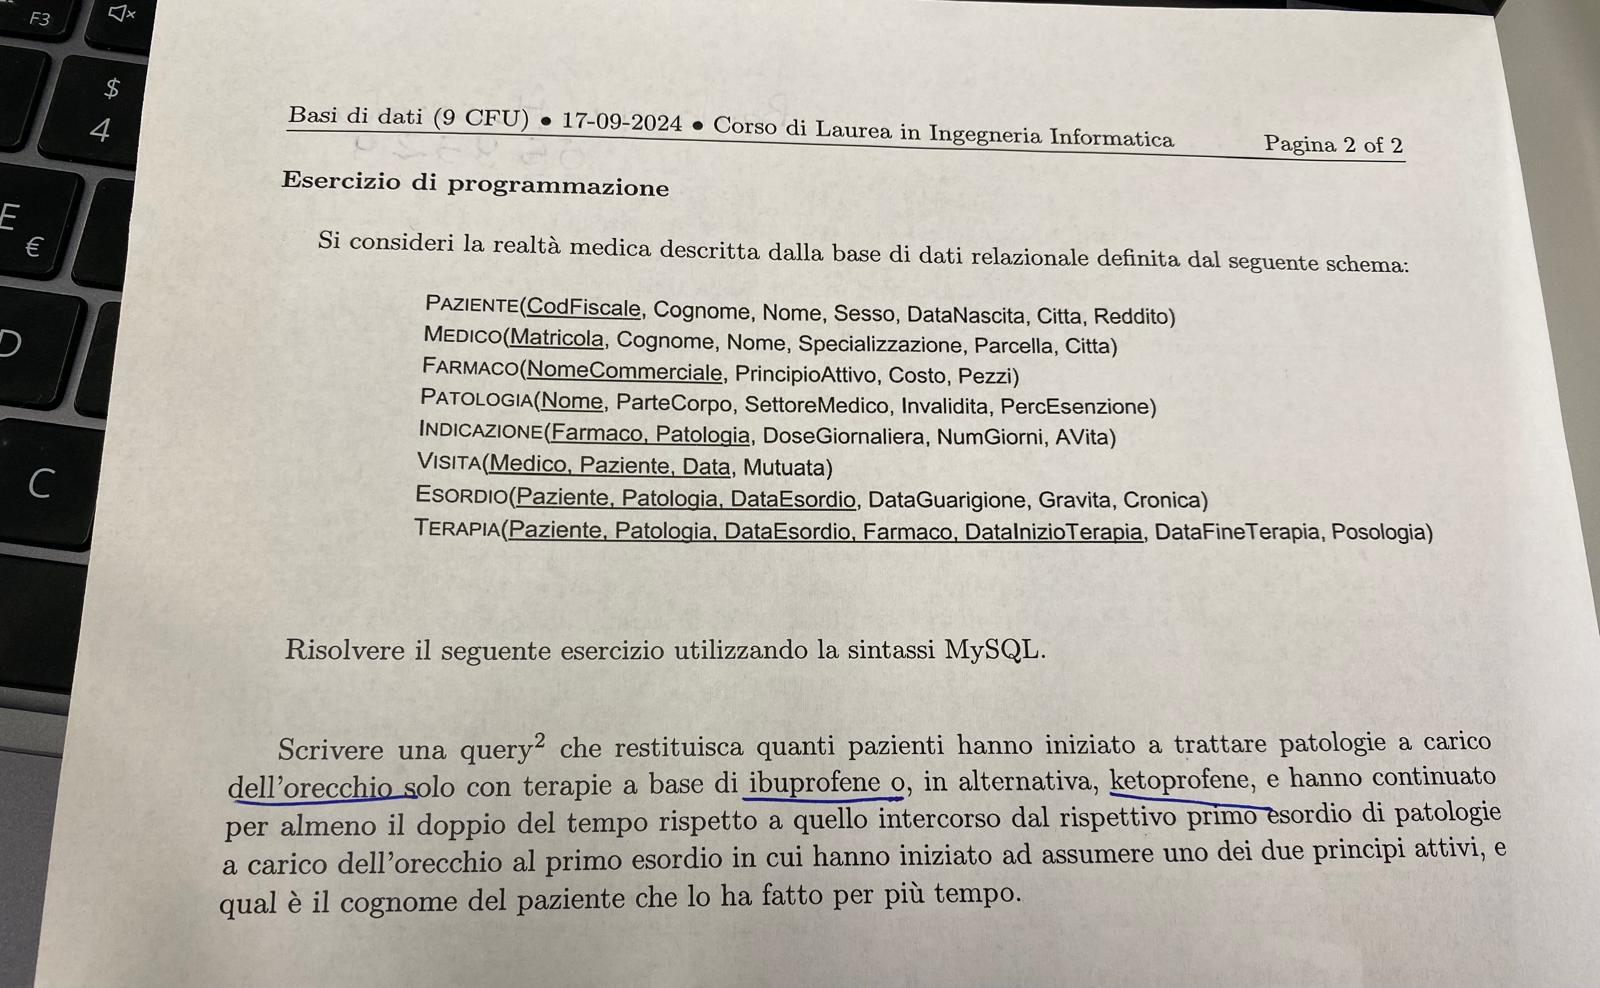 F3
$
4
E
€
D
C
Basi di dati (9 CFU) • 17-09-2024 • Corso di Laurea in Ingegneria Informatica Pagina 2 of 2
Esercizio di programmazione
Si consideri la realtà medica descritta dalla base di dati relazionale definita dal seguente schema:
PAZIENTE(CodFiscale, Cognome, Nome, Sesso, DataNascita, Citta, Reddito)
MEDICO(Matricola, Cognome, Nome, Specializzazione, Parcella, Citta)
FARMACO(NomeCommerciale, PrincipioAttivo, Costo, Pezzi)
PATOLOGIA(Nome, ParteCorpo, SettoreMedico, Invalidita, PercEsenzione)
INDICAZIONE(Farmaco, Patologia, DoseGiornaliera, NumGiorni, AVita)
VISITA(Medico, Paziente, Data, Mutuata)
ESORDIO(Paziente, Patologia, DataEsordio, DataGuarigione, Gravita, Cronica)
TERAPIA(Paziente, Patologia, DataEsordio, Farmaco, DataInizioTerapia, DataFineTerapia, Posologia)
Risolvere il seguente esercizio utilizzando la sintassi MySQL.
Scrivere una query² che restituisca quanti pazienti hanno iniziato a trattare patologie a carico
dell'orecchio solo con terapie a base di ibuprofene o, in alternativa, ketoprofene, e hanno continuato
per almeno il doppio del tempo rispetto a quello intercorso dal rispettivo primo esordio di patologie
a carico dell'orecchio al primo esordio in cui hanno iniziato ad assumere uno dei due principi attivi, e
qual è il cognome del paziente che lo ha fatto per più tempo.